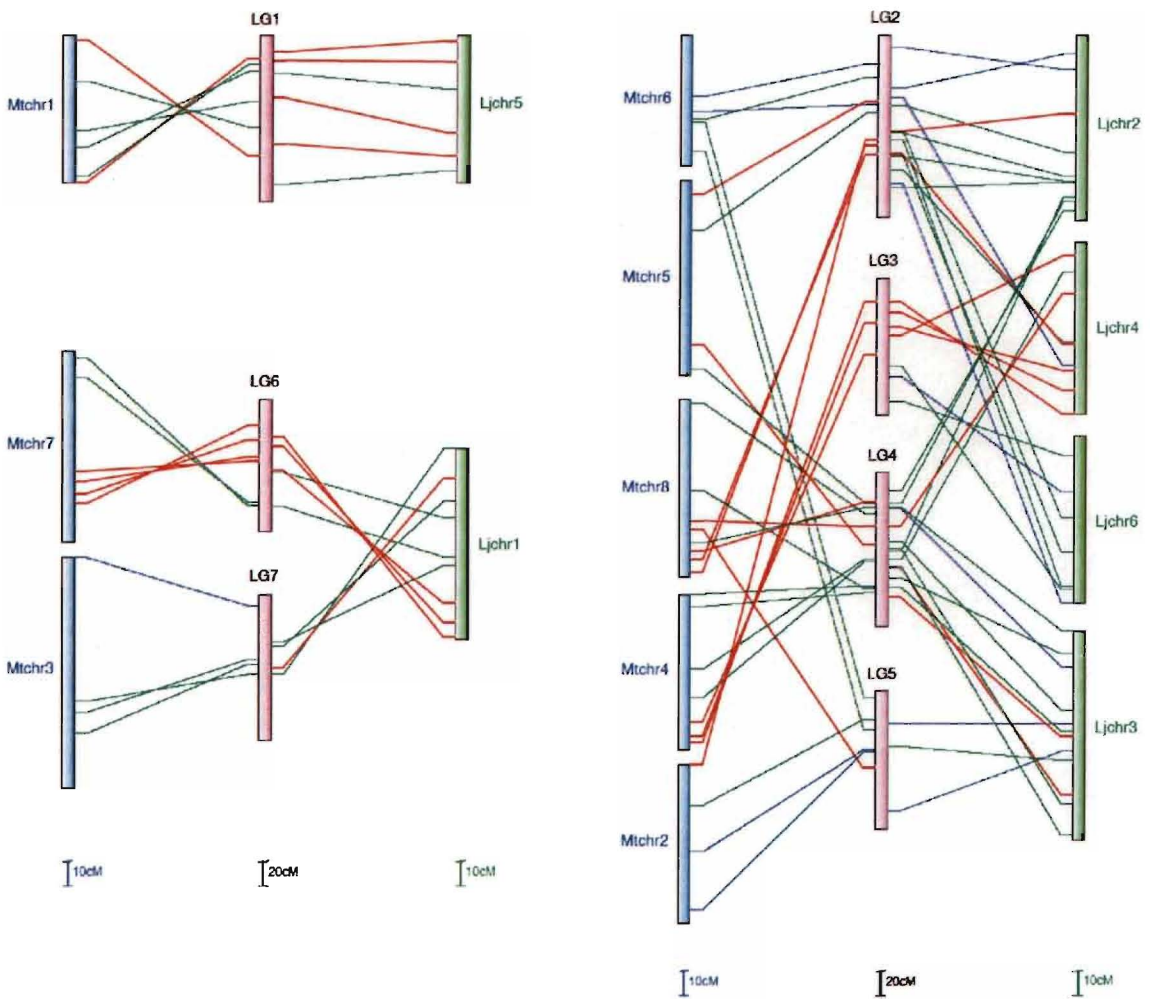 LG1
Mtchr1
Ljchr5
LG6
Mtchr7
Ljchr1
LG7
Mtchr3
10cM
20cM
10cM
LG2
Mtchr6
Ljchr2
Mtchr5
LG3
Ljchr4
Mtchr8
LG4
Ljchr6
Mtchr4
LG5
Ljchr3
Mtchr2
10cM
20cM
10cM